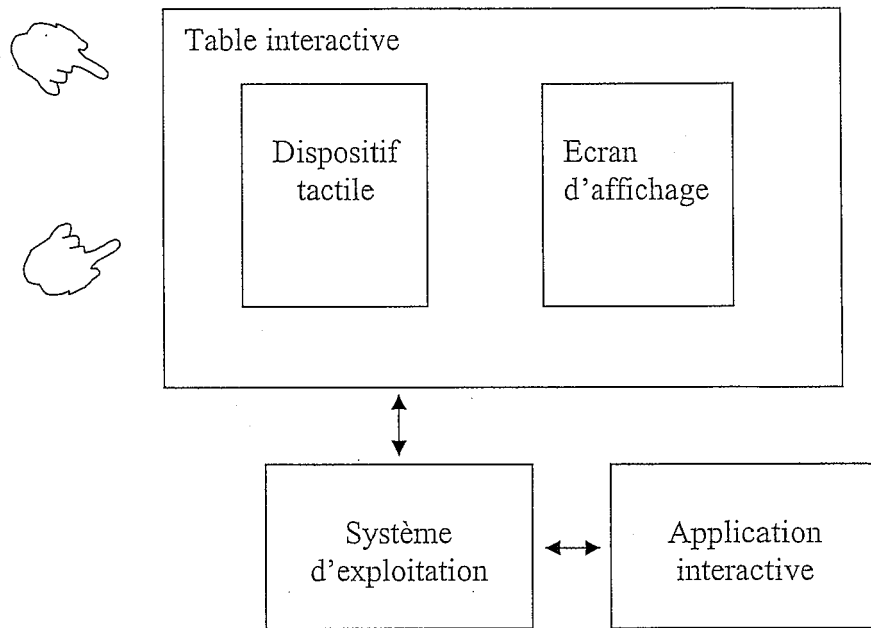 Table interactive
Dispositif
tactile
Ecran
d'affichage
Système
d'exploitation
Application
interactive